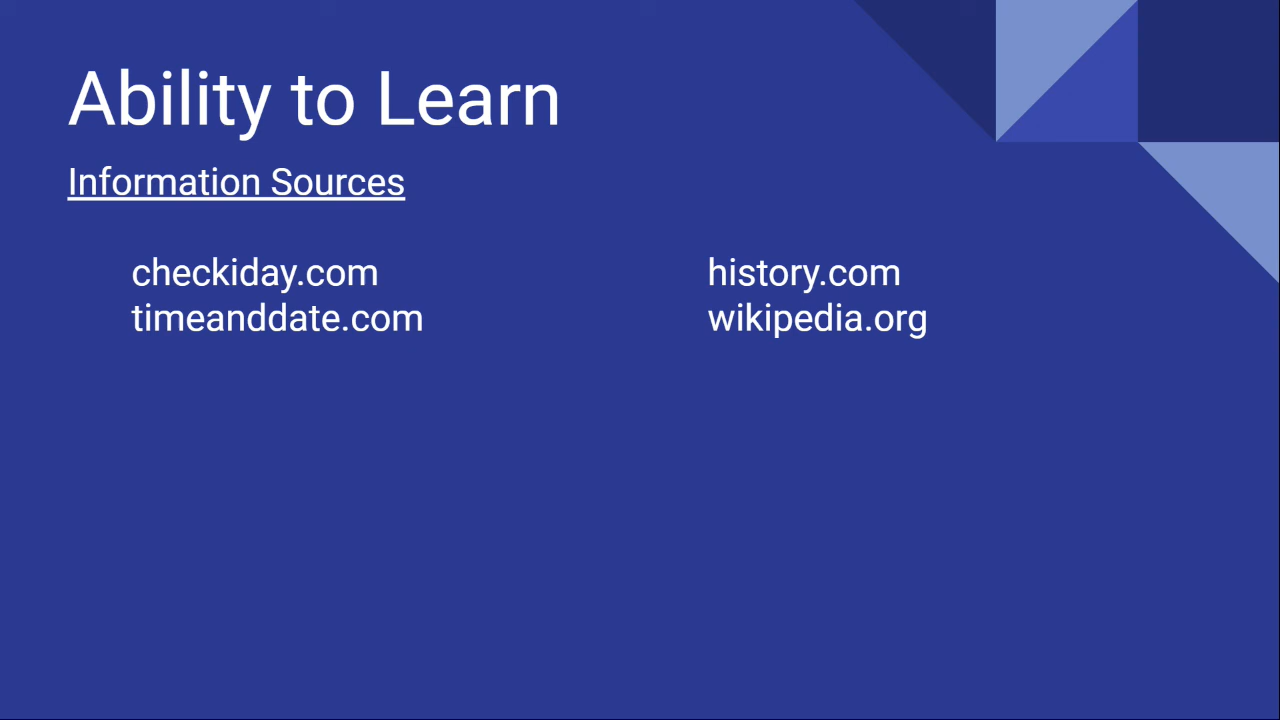 Ability to Learn
Information Sources
checkiday.com
timeanddate.com
history.com
wikipedia.org